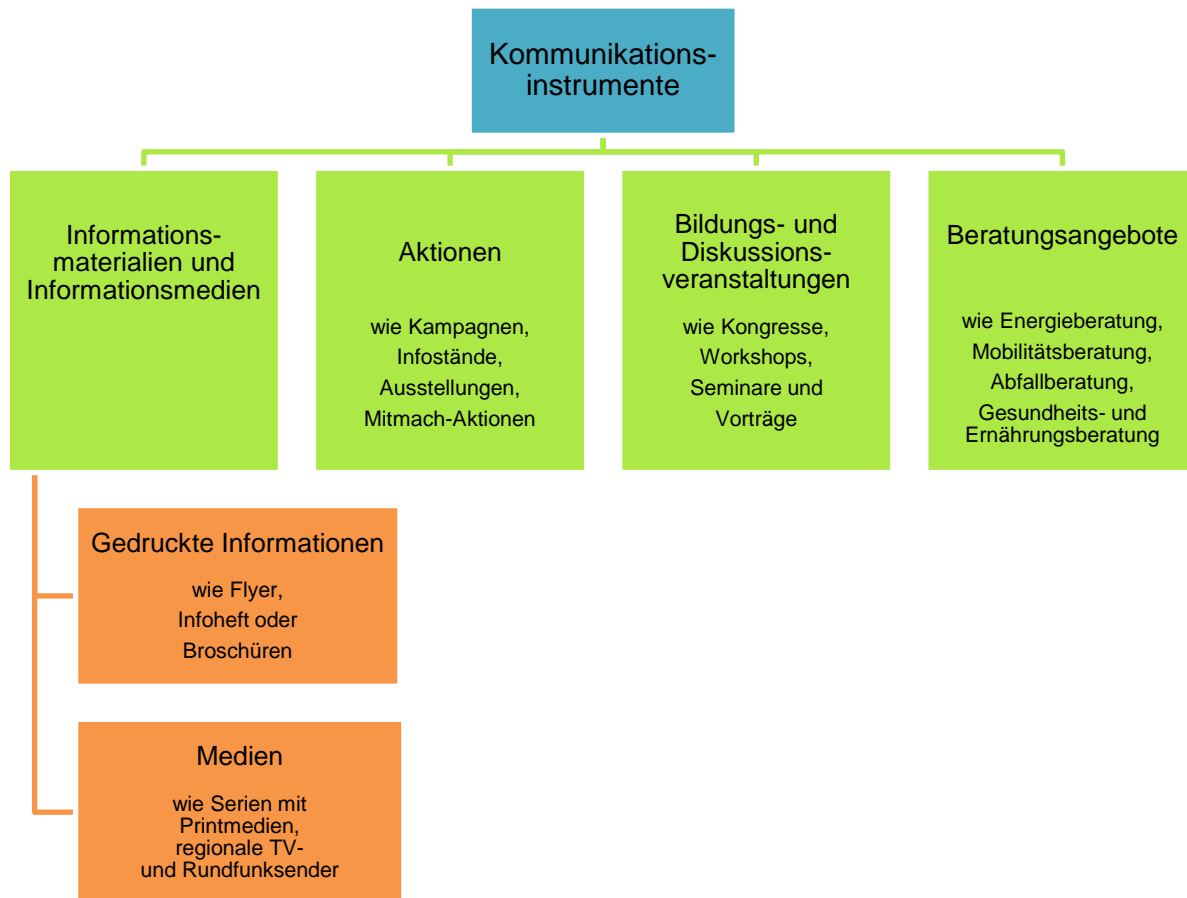 Kommunikations-
instrumente
Informations-
materialien und
Informationsmedien
Aktionen
wie Kampagnen,
Infostände,
Ausstellungen,
Mitmach-Aktionen
Bildungs- und
Diskussions-
veranstaltungen
wie Kongresse,
Workshops,
Seminare und
Vorträge
Beratungsangebote
wie Energieberatung,
Mobilitätsberatung,
Abfallberatung,
Gesundheits- und
Ernährungsberatung
Gedruckte Informationen
wie Flyer,
Infoheft oder
Broschüren
Medien
wie Serien mit
Printmedien,
regionale TV-
und Rundfunksender